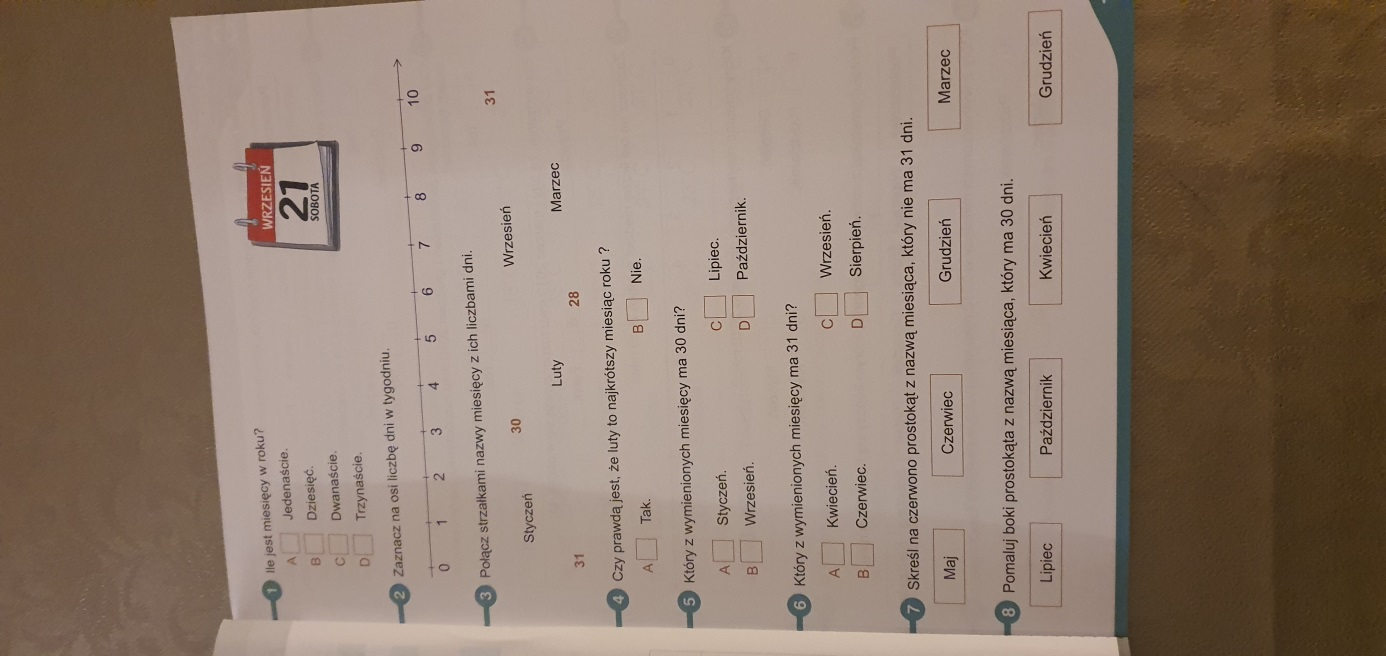 1 Ile jest miesięcy w roku?
A Jedenaście.
B Dziesięć.
C Dwanaście.
D Trzynaście.
WRZESIEŃ
21
SOBOTA
2 Zaznacz na osi liczbę dni w tygodniu.
0 1 2 3 4 5 6 7 8 9 10
3 Połącz strzałkami nazwy miesięcy z ich liczbami dni.
30 31
Styczeń Wrzesień
Luty Marzec
31 28
4 Czy prawdą jest, że luty to najkrótszy miesiąc roku ?
A Tak. B Nie.
5 Który z wymienionych miesięcy ma 30 dni?
A Styczeń. C Lipiec.
B Wrzesień. D Październik.
6 Który z wymienionych miesięcy ma 31 dni?
A Kwiecień. C Wrzesień.
B Czerwiec. D Sierpień.
7 Skreśl na czerwono prostokąt z nazwą miesiąca, który nie ma 31 dni.
Maj Czerwiec Grudzień Marzec
8 Pomaluj boki prostokąta z nazwą miesiąca, który ma 30 dni.
Lipiec Październik Kwiecień Grudzień